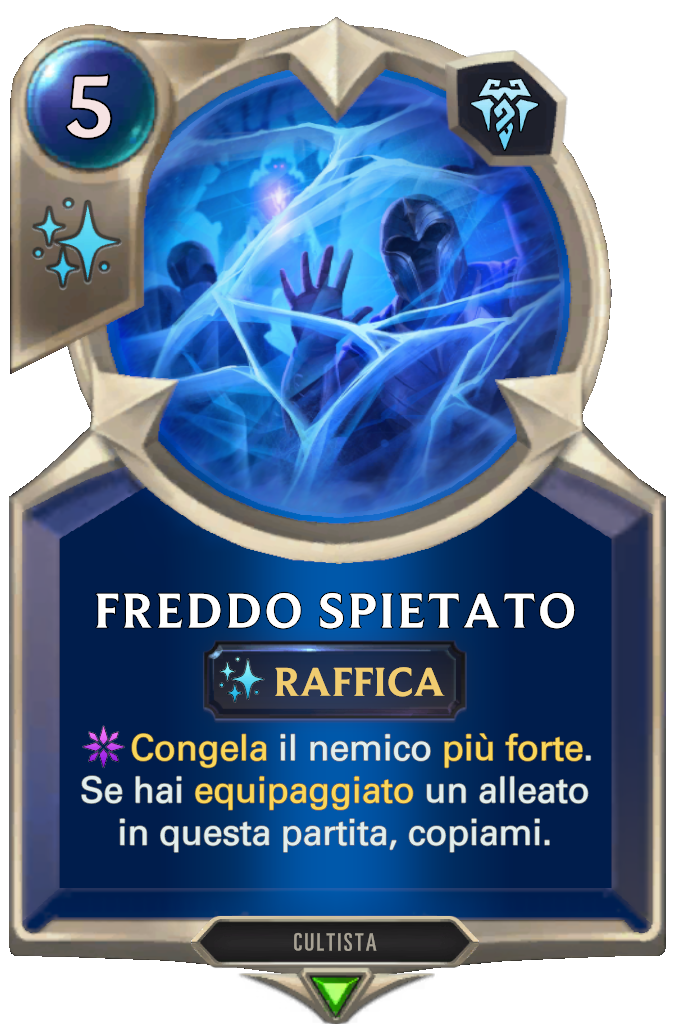 5
FREDDO SPIETATO
RAFFICA
Congela il nemico più forte.
Se hai equipaggiato un alleato
in questa partita, copiami.
CULTISTA